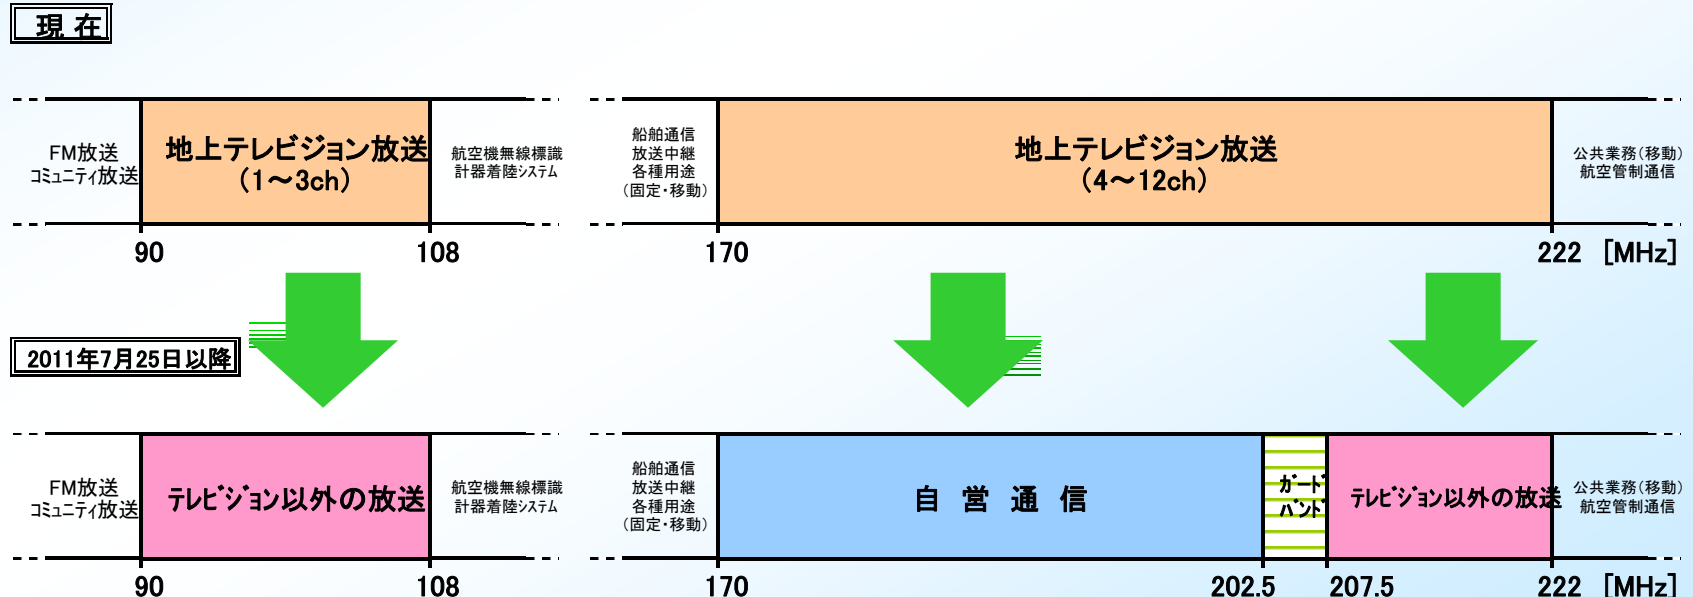 現在
FM放送
コミュニティ放送
地上テレビジョン放送
(1～3ch)
航空機無線標識
計器着陸システム
船舶通信
放送中継
各種用途
(固定・移動)
地上テレビジョン放送
(4～12ch)
公共業務(移動)
航空管制通信
90
108
170
222 [MHz]
2011年7月25日以降
FM放送
コミュニティ放送
テレビジョン以外の放送
航空機無線標識
計器着陸システム
船舶通信
放送中継
各種用途
(固定・移動)
自営通信
ガード
バンド
テレビジョン以外の放送
公共業務(移動)
航空管制通信
90
108
170
202.5
207.5
222 [MHz]